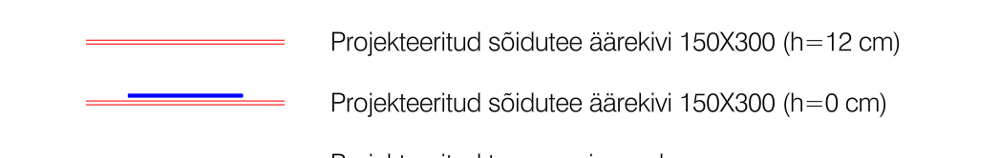 Projekteeritud sõidutee äärekivi 150X300 (h=12 cm)
Projekteeritud sõidutee äärekivi 150X300 (h=0 cm)